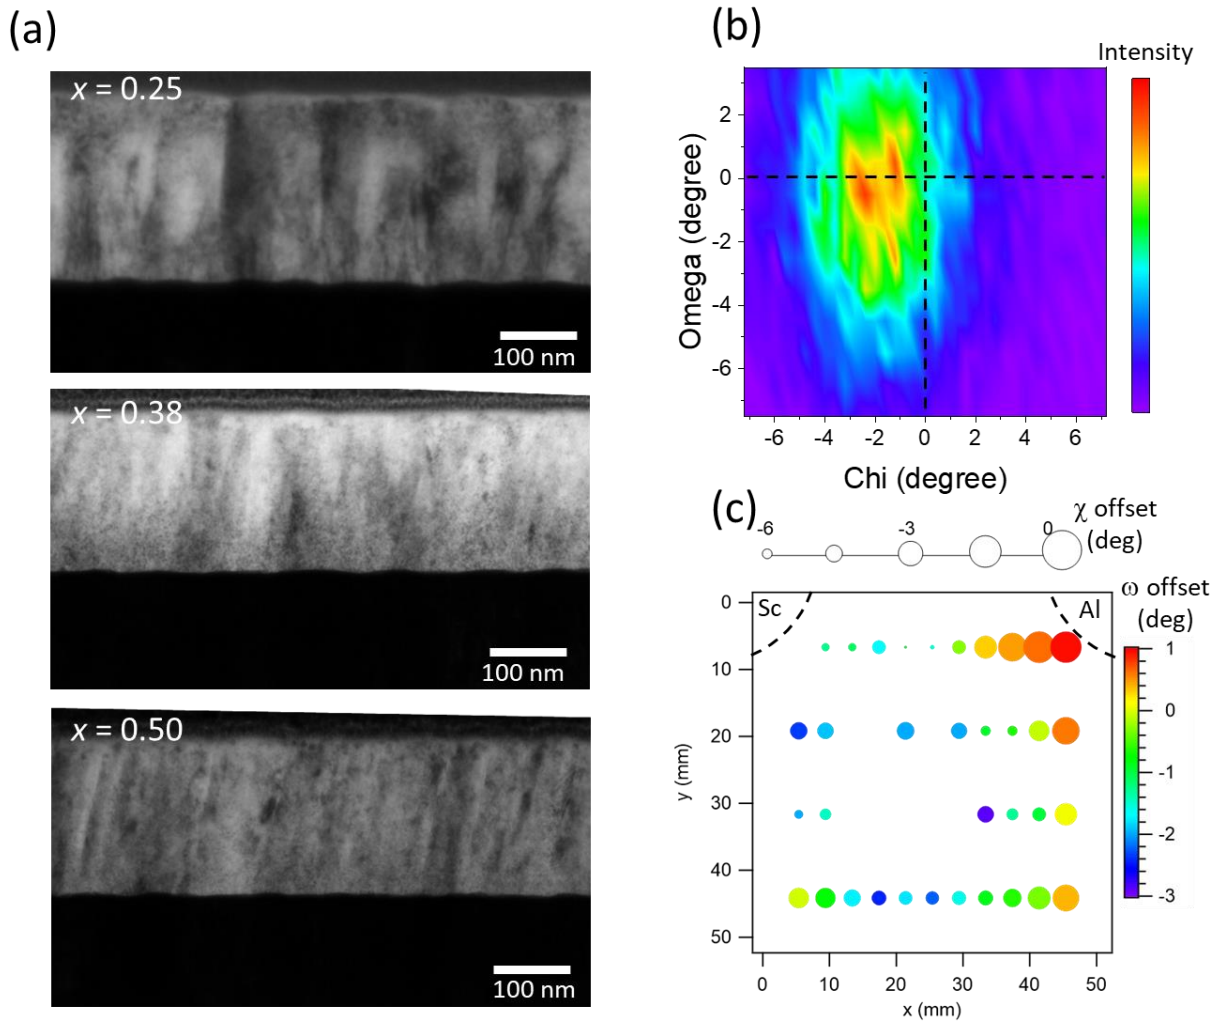 (a)
x = 0.25
100 nm
x = 0.38
100 nm
x = 0.50
100 nm
(b)
Intensity
2
0
-2
-4
-6
Omega (degree)
-6 -4 -2 0 2 4 6
Chi (degree)
(c)
-6 -3 0
χ offset
(deg)
ω offset
(deg)
Sc Al
0
10
20
30
40
50
y (mm)
0 10 20 30 40 50
x (mm)
1
0
-1
-2
-3